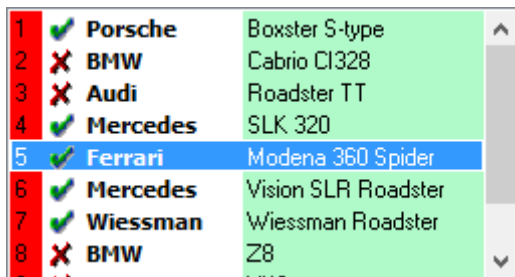 1 Porsche Boxster S-type
2 BMW Cabrio CI328
3 Audi Roadster TT
4 Mercedes SLK 320
5 Ferrari Modena 360 Spider
6 Mercedes Vision SLR Roadster
7 Wiessman Wiessman Roadster
8 BMW Z8